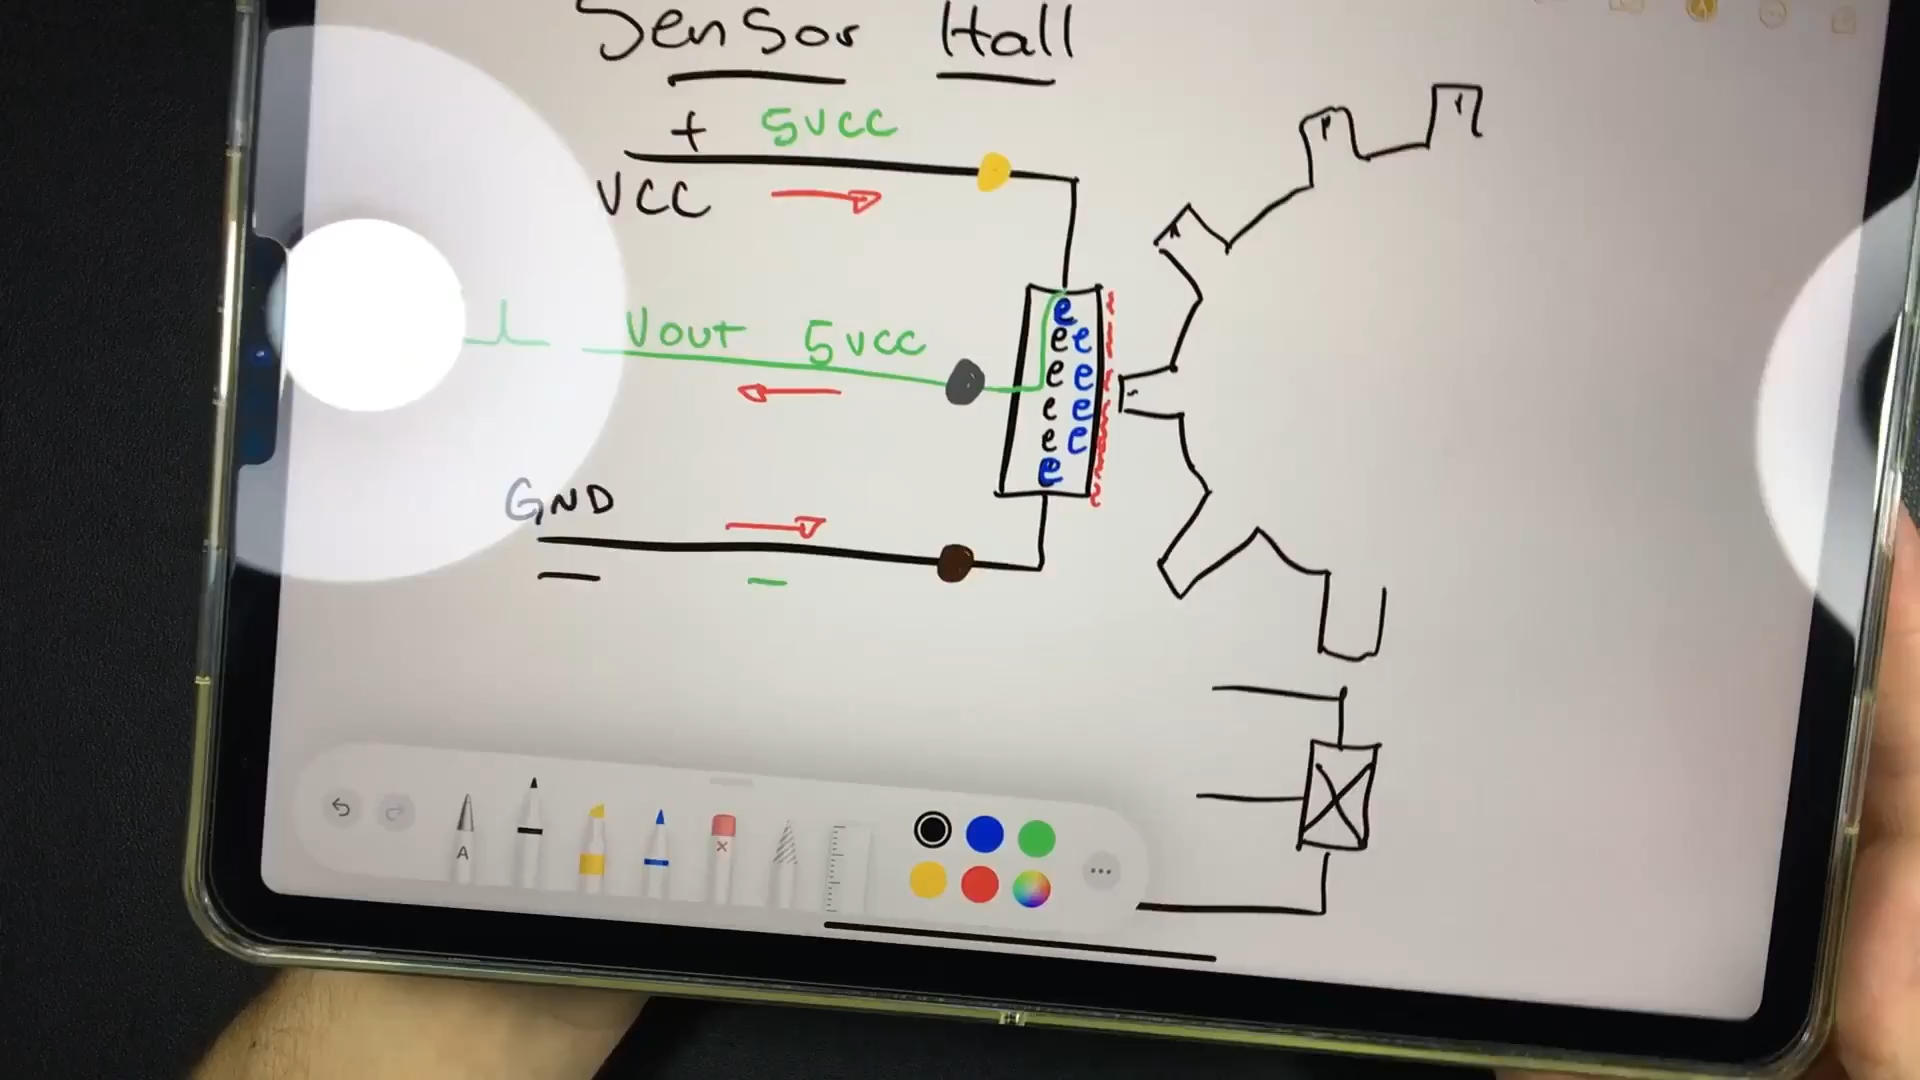 Sensor Hall
+ 5VCC
VCC
Vout 5VCC
e
e e
e e
e e
e e
e
GND
A